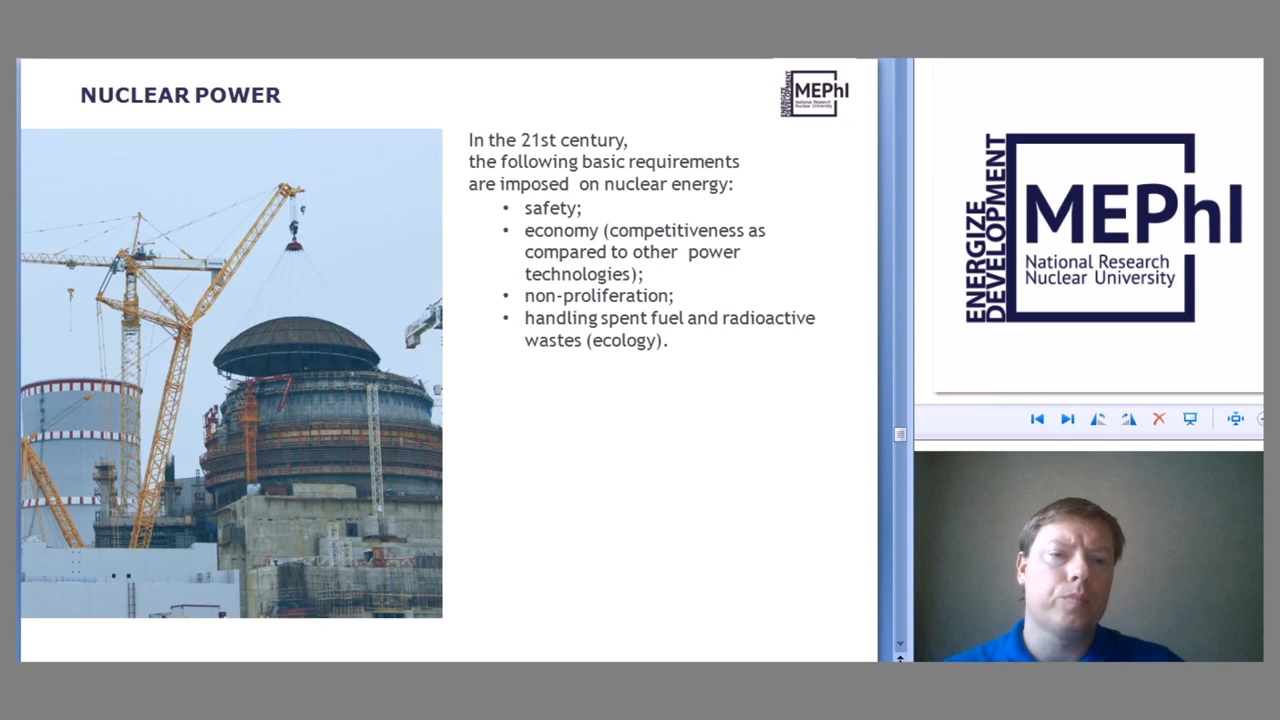 NUCLEAR POWER
ENERGIZE
DEVELOPMENT
MEPhI
National Research
Nuclear University
In the 21st century,
the following basic requirements
are imposed on nuclear energy:
• safety;
• economy (competitiveness as
compared to other power
technologies);
• non-proliferation;
• handling spent fuel and radioactive
wastes (ecology).
ENERGIZE
DEVELOPMENT
MEPhI
National Research
Nuclear University